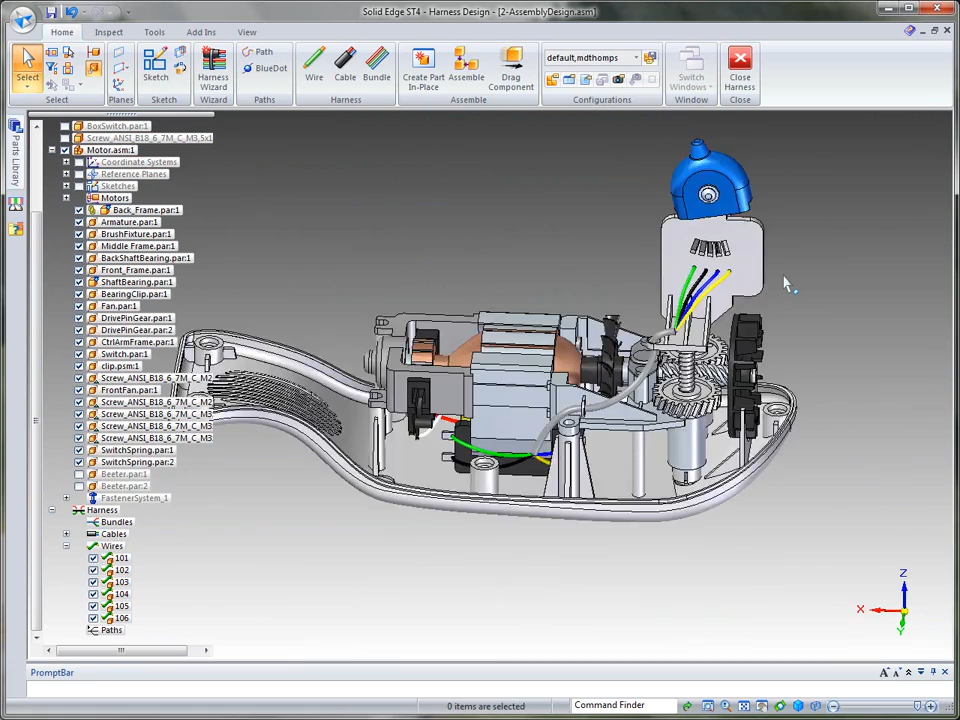 Solid Edge ST4 - Harness Design - [2-AssemblyDesign.asm]
Home
Inspect
Tools
Add Ins
View
Select
Sketch
Harness
Wizard
Path
BlueDot
Wire
Cable
Bundle
Create Part
In-Place
Assemble
Drag
Component
default,mdthomps
Switch
Windows
Close
Harness
Select
Planes
Sketch
Paths
Harness
Assemble
Configurations
Window
Close
Parts Library
BoxSwitch.par:1
Screw_ANSI_B18_6_7M_C_M3,5x1
Motor.asm:1
Coordinate Systems
Reference Planes
Sketches
Motors
Back_Frame.par:1
Armature.par:1
BrushFixture.par:1
Middle Frame.par:1
BackShaftBearing.par:1
Front_Frame.par:1
ShaftBearing.par:1
BearingClip.par:1
Fan.par:1
DrivePinGear.par:1
DrivePinGear.par:2
CtrlArmFrame.par:1
Switch.par:1
clip.psm:1
Screw_ANSI_B18_6_7M_C_M2
FrontFan.par:1
Screw_ANSI_B18_6_7M_C_M2
Screw_ANSI_B18_6_7M_C_M3
Screw_ANSI_B18_6_7M_C_M3
Screw_ANSI_B18_6_7M_C_M3
SwitchSpring.par:1
SwitchSpring.par:2
Beeter.par:1
Beeter.par:2
FastenerSystem_1
Harness
Bundles
Cables
Wires
101
102
103
104
105
106
Paths
Z
X
Y
PromptBar
0 items are selected
Command Finder